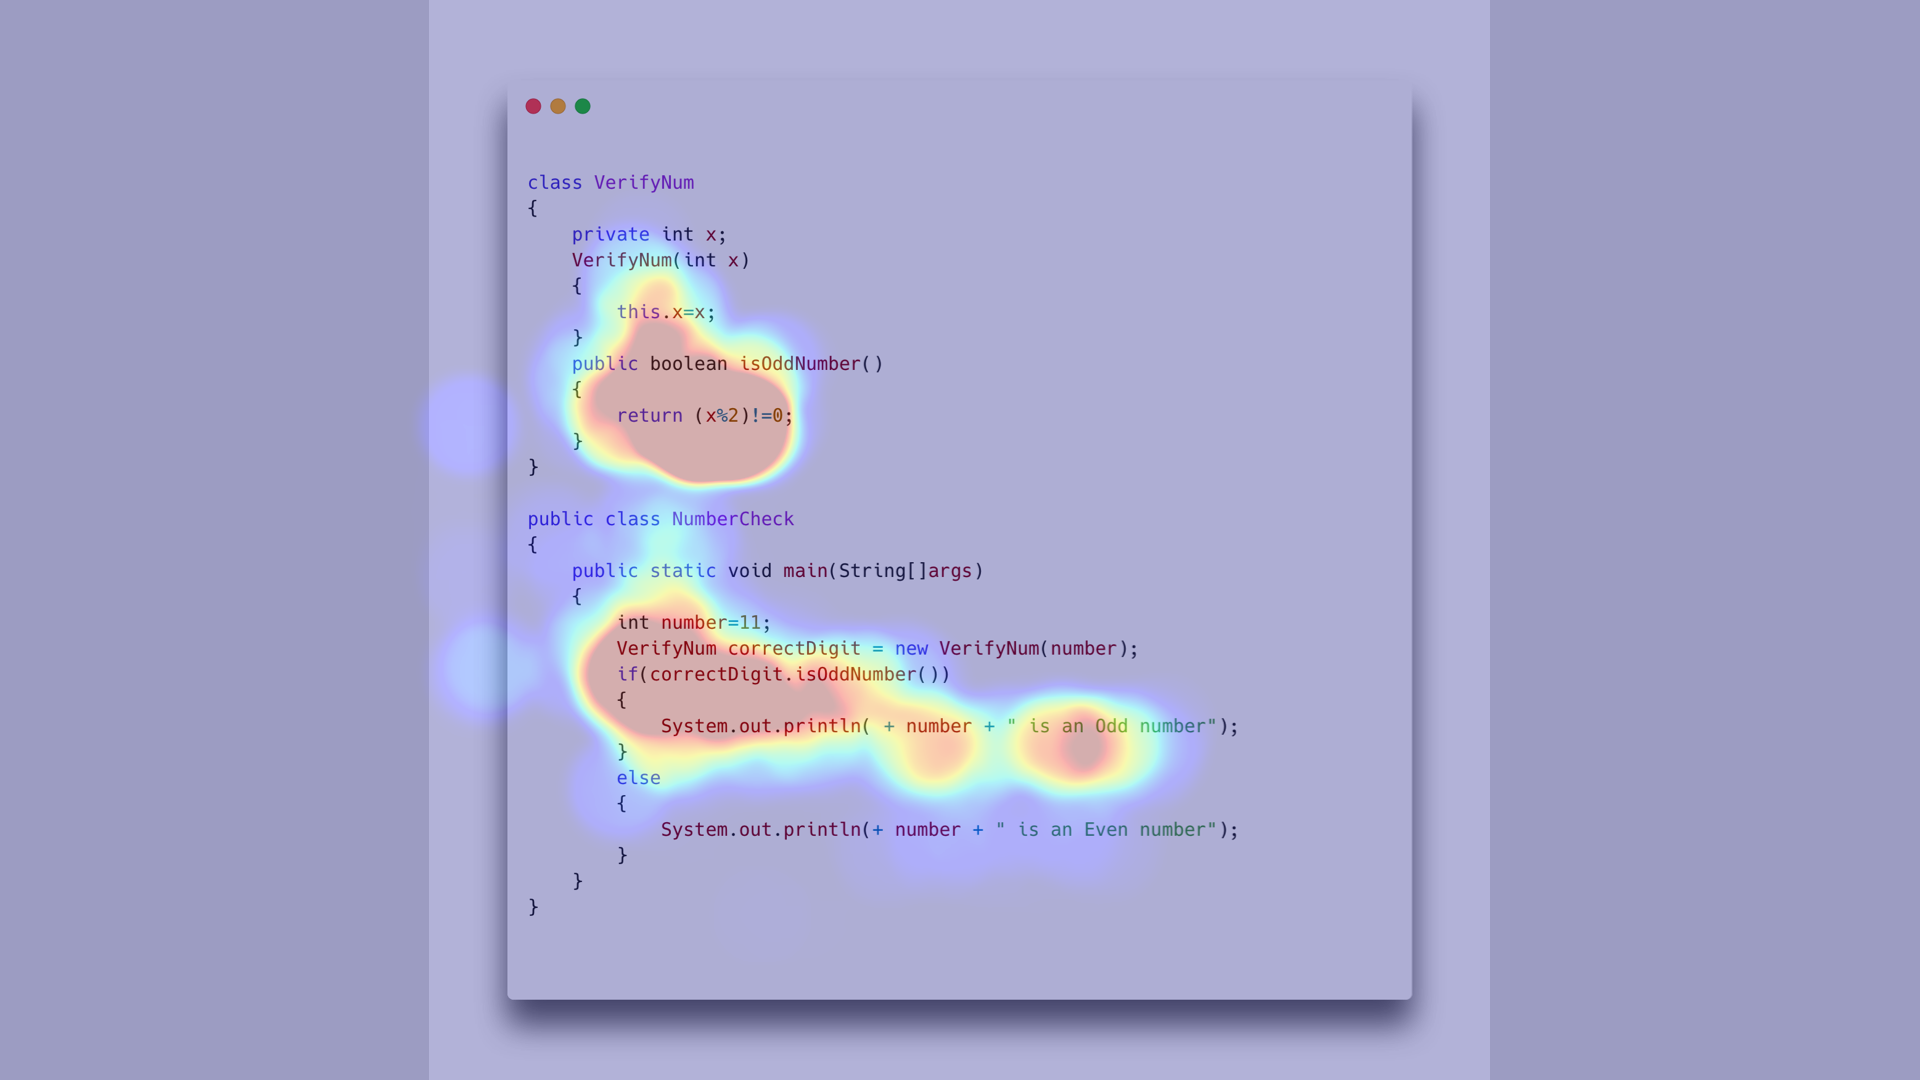 class VerifyNum
{
    private int x;
    VerifyNum(int x)
    {
        this.x=x;
    }
    public boolean isOddNumber()
    {
        return (x%2)!=0;
    }
}

public class NumberCheck
{
    public static void main(String[]args)
    {
        int number=11;
        VerifyNum correctDigit = new VerifyNum(number);
        if(correctDigit.isOddNumber())
        {
            System.out.println( + number + " is an Odd number");
        }
        else
        {
            System.out.println(+ number + " is an Even number");
        }
    }
}